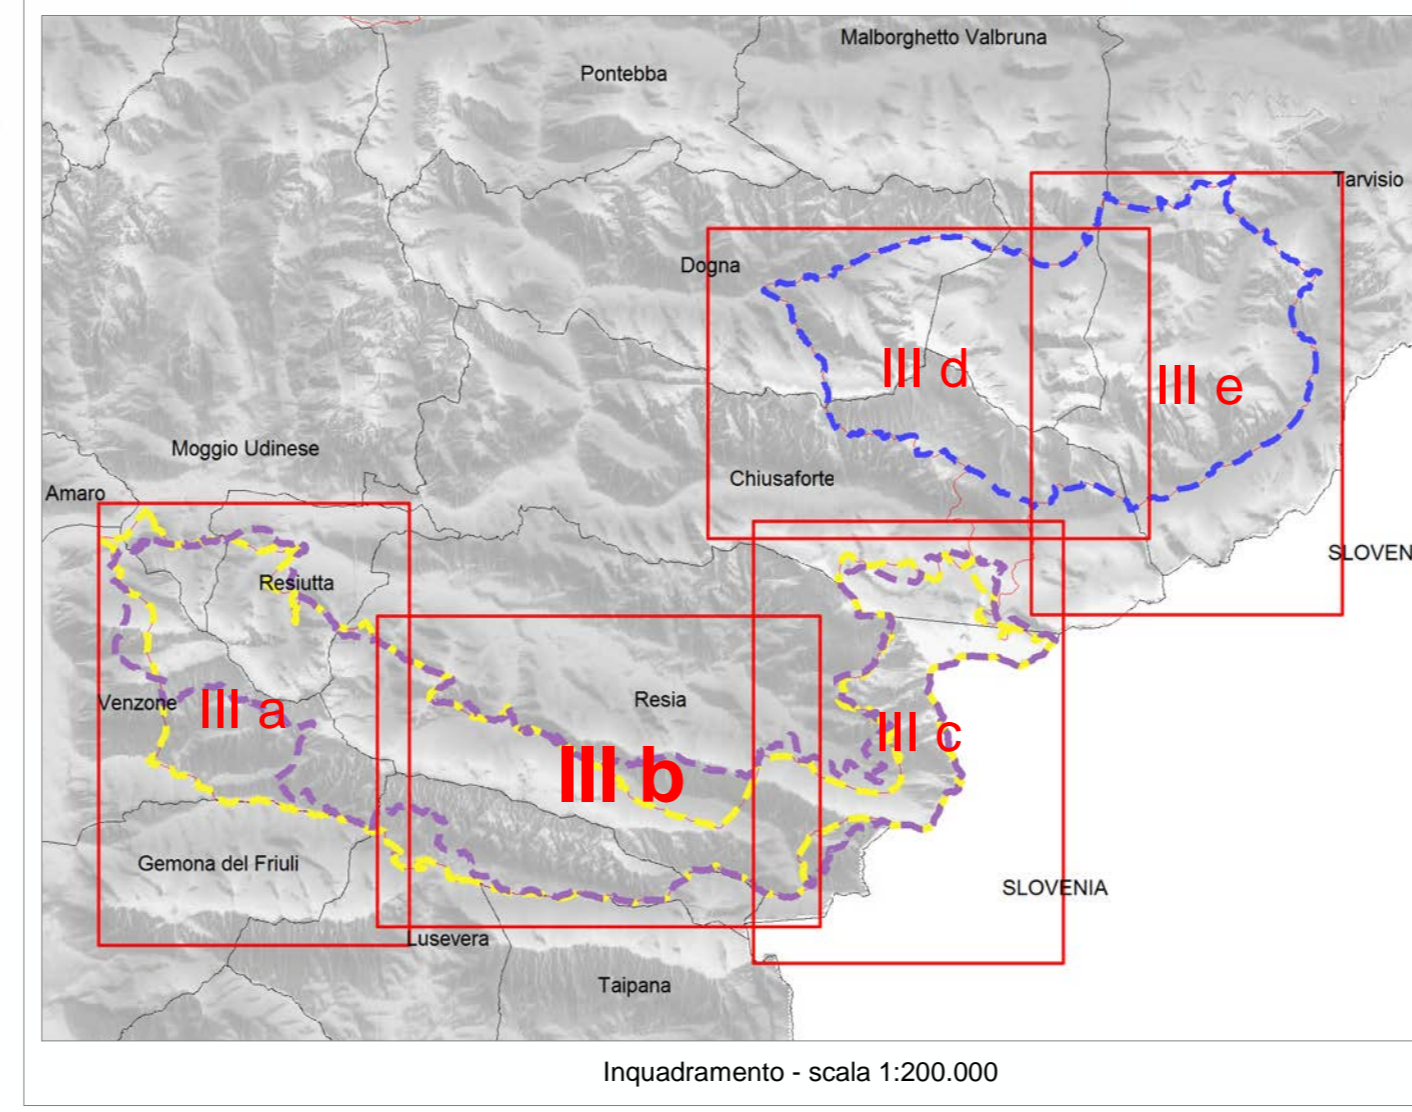 Malborghetto Valbruna
Pontebba
Tarvisio
Dogna
III d
III e
Moggio Udinese
Chiusaforte
Amaro
SLOVEN
Resiutta
Resia
Venzone
III a
III c
III b
Gemona del Friuli
SLOVENIA
Lusevera
Taipana
Inquadramento - scala 1:200.000